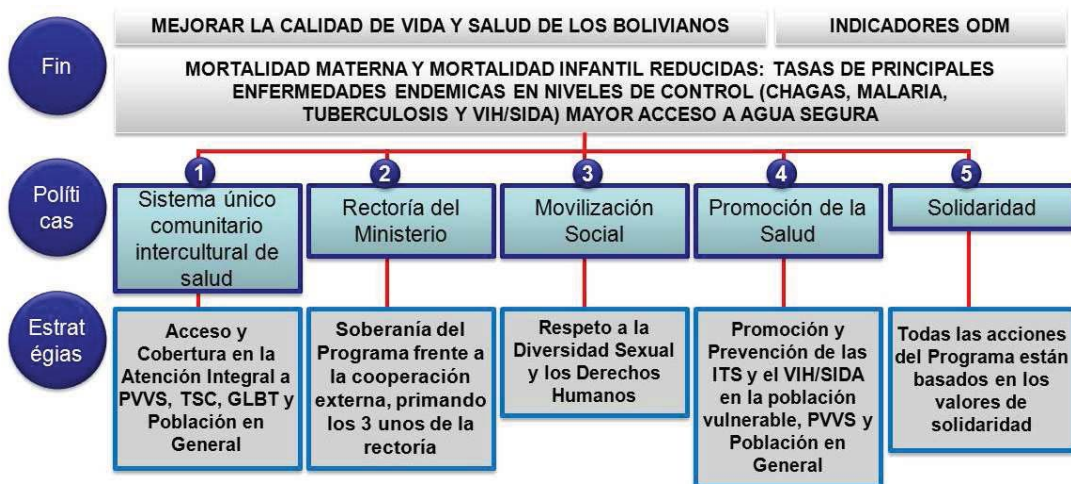 Fin
MEJORAR LA CALIDAD DE VIDA Y SALUD DE LOS BOLIVIANOS
INDICADORES ODM
MORTALIDAD MATERNA Y MORTALIDAD INFANTIL REDUCIDAS: TASAS DE PRINCIPALES
ENFERMEDADES ENDEMICAS EN NIVELES DE CONTROL (CHAGAS, MALARIA,
TUBERCULOSIS Y VIH/SIDA) MAYOR ACCESO A AGUA SEGURA
Políti
cas
1
Sistema único
comunitario
intercultural de
salud
2
Rectoría del
Ministerio
3
Movilización
Social
4
Promoción de la
Salud
5
Solidaridad
Estrat
égias
Acceso y
Cobertura en la
Atención Integral a
PVVS, TSC, GLBT y
Población en
General
Soberanía del
Programa frente a
la cooperación
externa, primando
los 3 unos de la
rectoría
Respeto a la
Diversidad Sexual
y los Derechos
Humanos
Promoción y
Prevención de las
ITS y el VIH/SIDA
en la población
vulnerable, PVVS y
Población en
General
Todas las acciones
del Programa están
basados en los
valores de
solidaridad